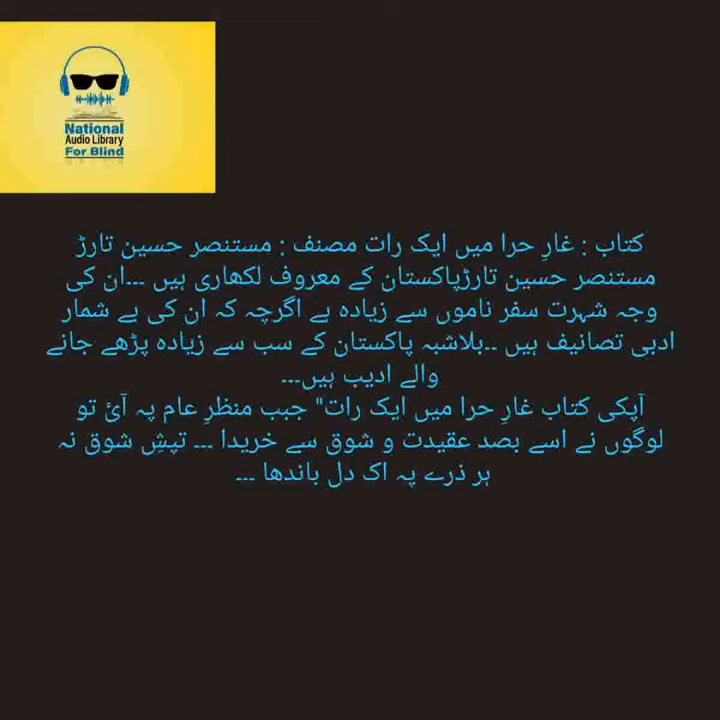 National
Audio Library
For Blind
کتاب : غارِ حرا میں ایک رات مصنف : مستنصر حسین تارڑ
مستنصر حسین تارڑپاکستان کے معروف لکھاری ہیں ...ان کی
وجہ شہرت سفر ناموں سے زیادہ ہے اگرچہ کہ ان کی بے شمار
ادبی تصانیف ہیں ..بلاشبہ پاکستان کے سب سے زیادہ پڑھے جانے
والے ادیب ہیں...
آپکی کتاب غارِ حرا میں ایک رات" جبب منظرِ عام پہ آئ تو
لوگوں نے اسے بصد عقیدت و شوق سے خریدا ... تپشِ شوق نہ
ہر ذرے پہ اک دل باندھا ...